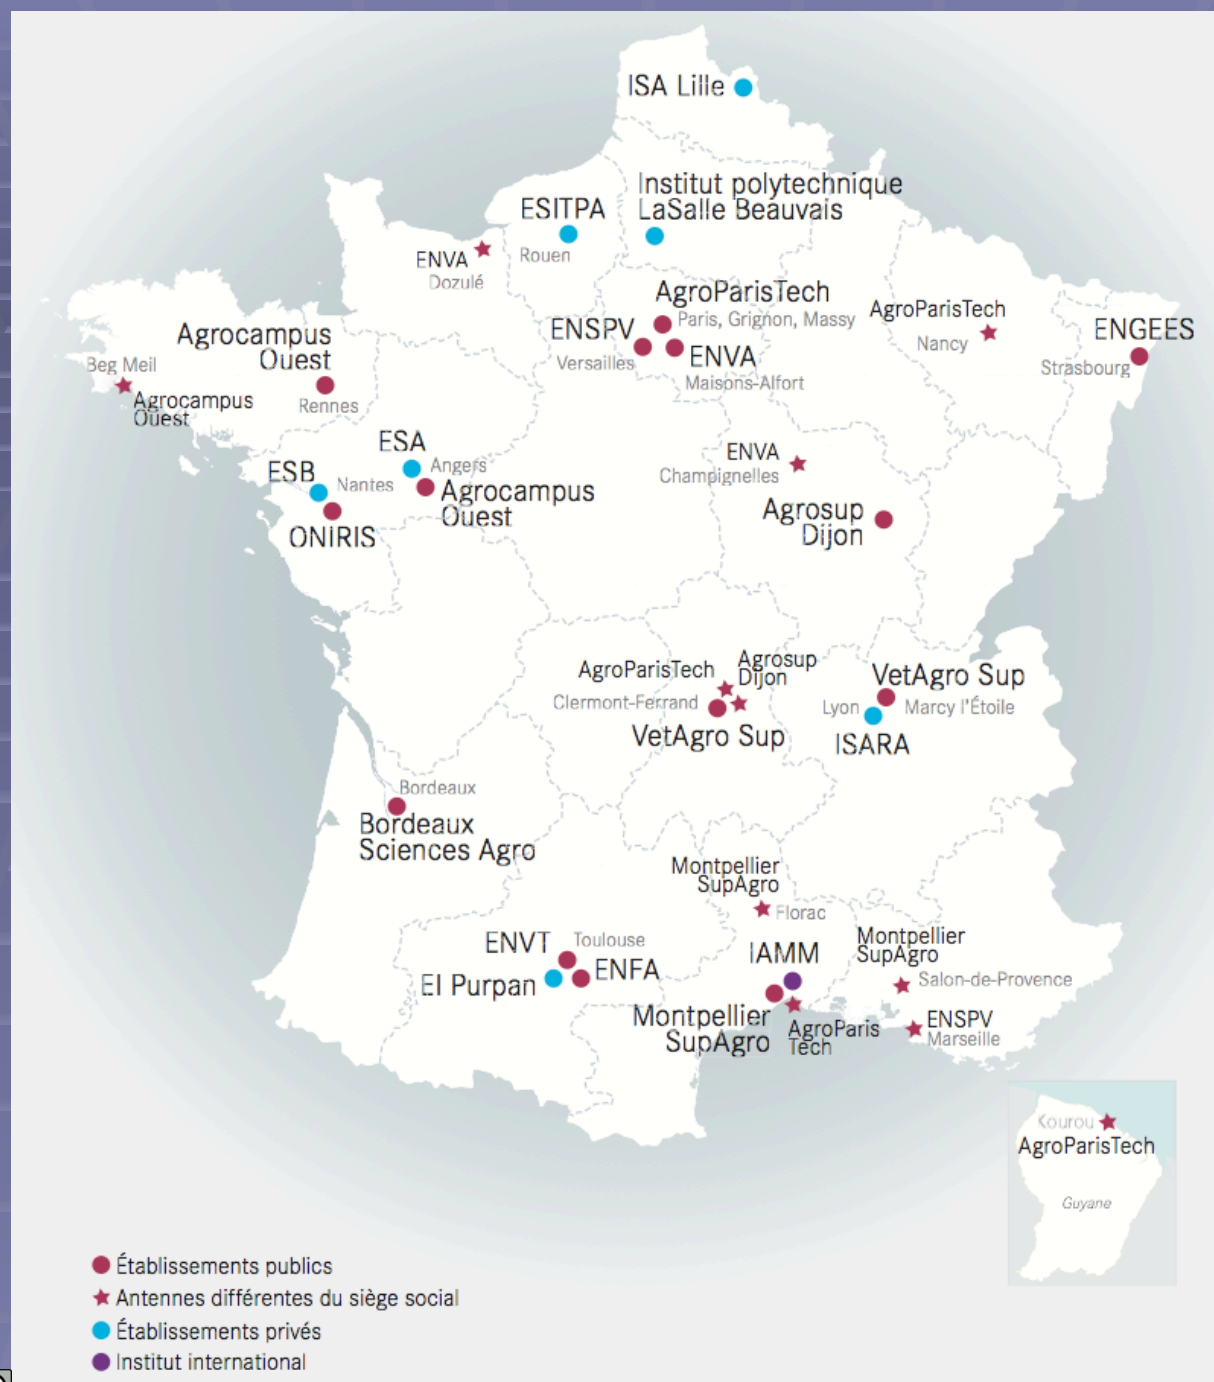 ISA Lille
Institut polytechnique
LaSalle Beauvais
ESITPA
Rouen
ENVA
Dozulé
AgroParisTech
Paris, Grignon, Massy
ENSPV
Versailles
ENVA
Maisons-Alfort
AgroParisTech
Nancy
ENGEES
Strasbourg
Agrocampus
Ouest
Rennes
Beg Meil
Agrocampus
Ouest
ESA
Angers
Agrocampus
Ouest
ESB
Nantes
ONIRIS
ENVA
Champignelles
Agrosup
Dijon
AgroParisTech
Agrosup
Dijon
Clermont-Ferrand
VetAgro Sup
VetAgro Sup
Lyon
Marcy l'Étoile
ISARA
Bordeaux
Bordeaux
Sciences Agro
Montpellier
SupAgro
Florac
ENVT
Toulouse
ENFA
EI Purpan
IAMM
Montpellier
SupAgro
AgroParis
Tech
Montpellier
SupAgro
Salon-de-Provence
ENSPV
Marseille
Kourou
AgroParisTech
Guyane
Établissements publics
Antennes différentes du siège social
Établissements privés
Institut international